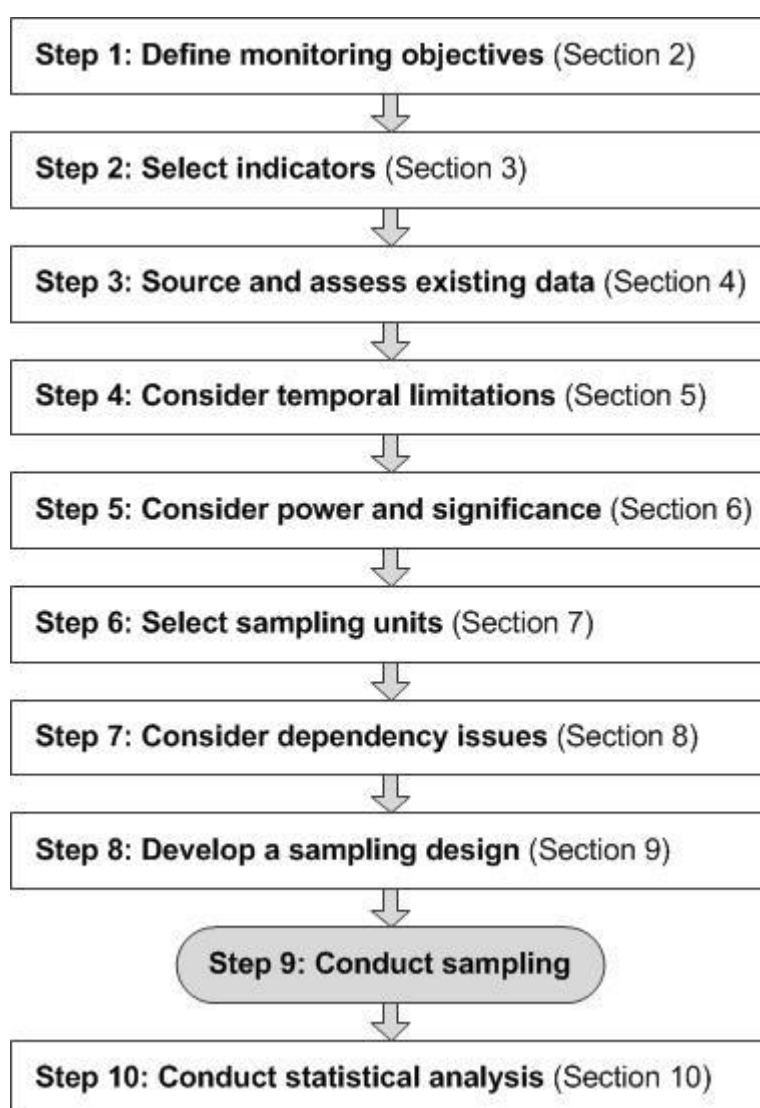 Step 1: Define monitoring objectives (Section 2)
Step 2: Select indicators (Section 3)
Step 3: Source and assess existing data (Section 4)
Step 4: Consider temporal limitations (Section 5)
Step 5: Consider power and significance (Section 6)
Step 6: Select sampling units (Section 7)
Step 7: Consider dependency issues (Section 8)
Step 8: Develop a sampling design (Section 9)
Step 9: Conduct sampling
Step 10: Conduct statistical analysis (Section 10)